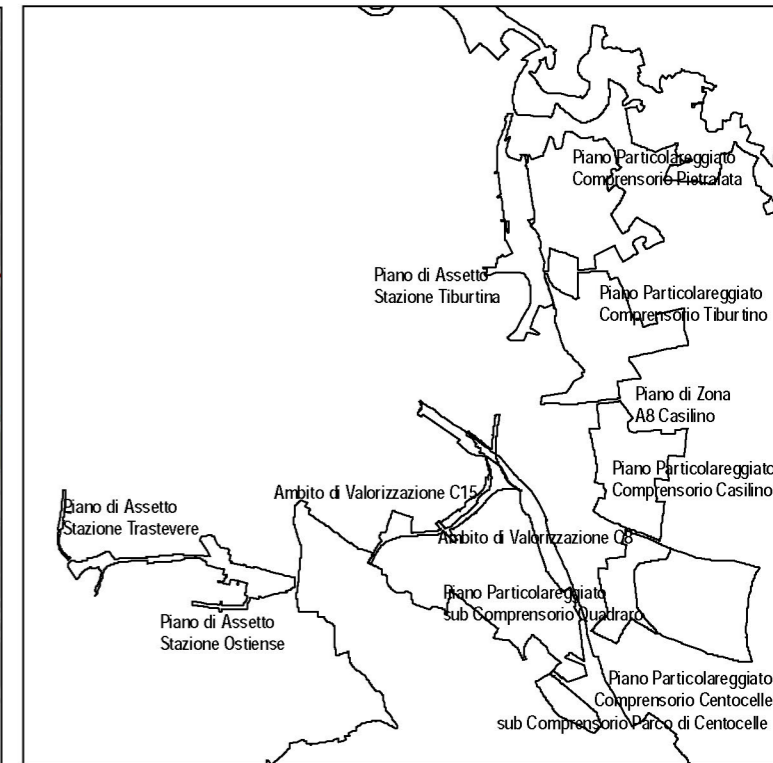 Piano Particolareggiato
Comprensorio Pietralata
Piano di Assetto
Stazione Tiburtina
Piano Particolareggiato
Comprensorio Tiburtino
Piano di Zona
A8 Casilino
Piano Particolareggiato
Comprensorio Casilino
Ambito di Valorizzazione C15
Piano di Assetto
Stazione Trastevere
Ambito di Valorizzazione C8
Piano Particolareggiato
sub Comprensorio Quadraro
Piano di Assetto
Stazione Ostiense
Piano Particolareggiato
Comprensorio Centocelle
sub Comprensorio Parco di Centocelle